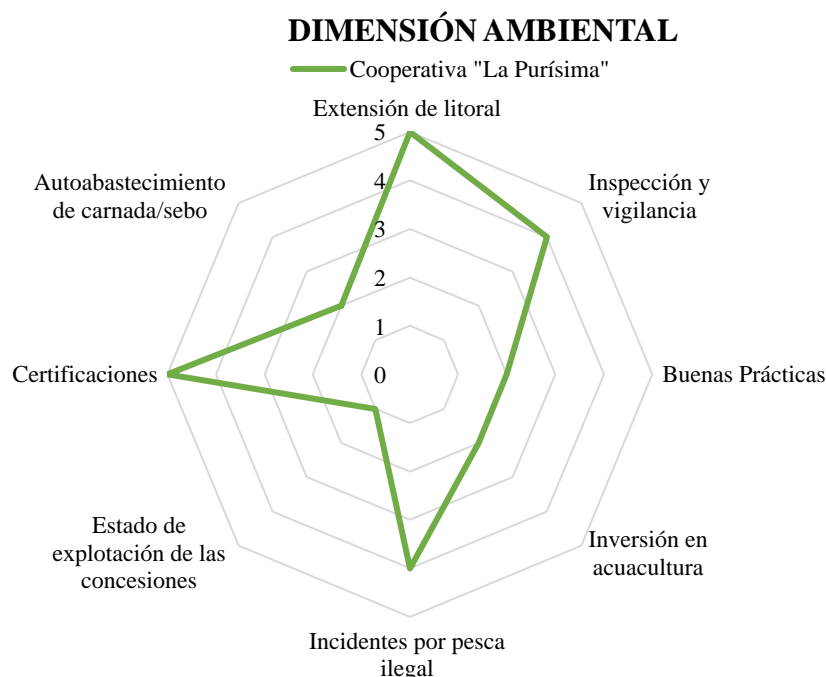 DIMENSIÓN AMBIENTAL
Cooperativa "La Purísima"
Extensión de litoral
5
Autoabastecimiento
de carnada/sebo
Inspección y
vigilancia
4
3
2
1
Certificaciones
0
Buenas Prácticas
Estado de
explotación de las
concesiones
Inversión en
acuacultura
Incidentes por pesca
ilegal